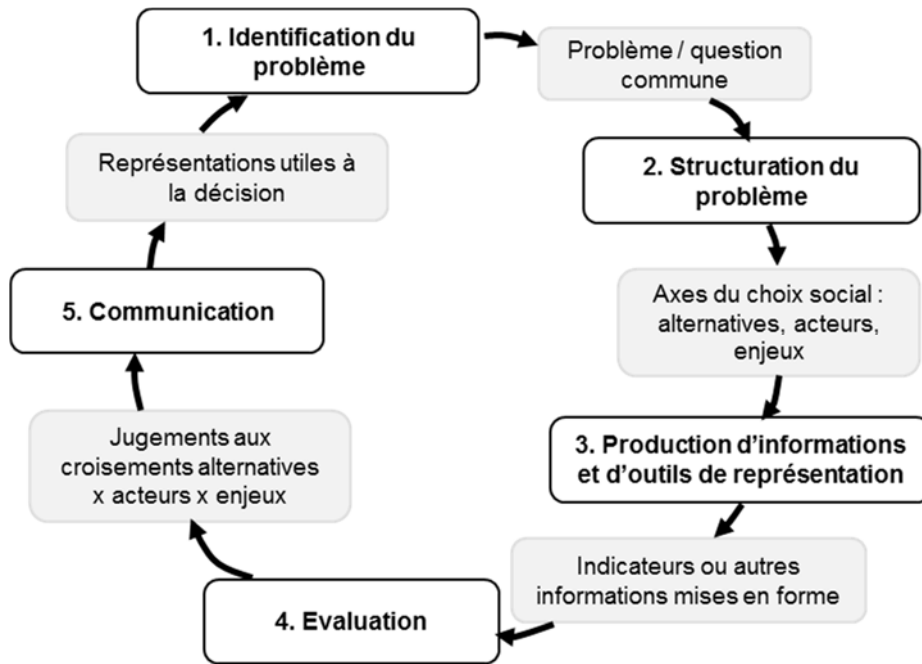 1. Identification du
problème
Problème / question
commune
2. Structuration du
problème
Axes du choix social :
alternatives, acteurs,
enjeux
3. Production d'informations
et d'outils de représentation
Indicateurs ou autres
informations mises en forme
4. Evaluation
Jugements aux
croisements alternatives
x acteurs x enjeux
5. Communication
Représentations utiles à
la décision